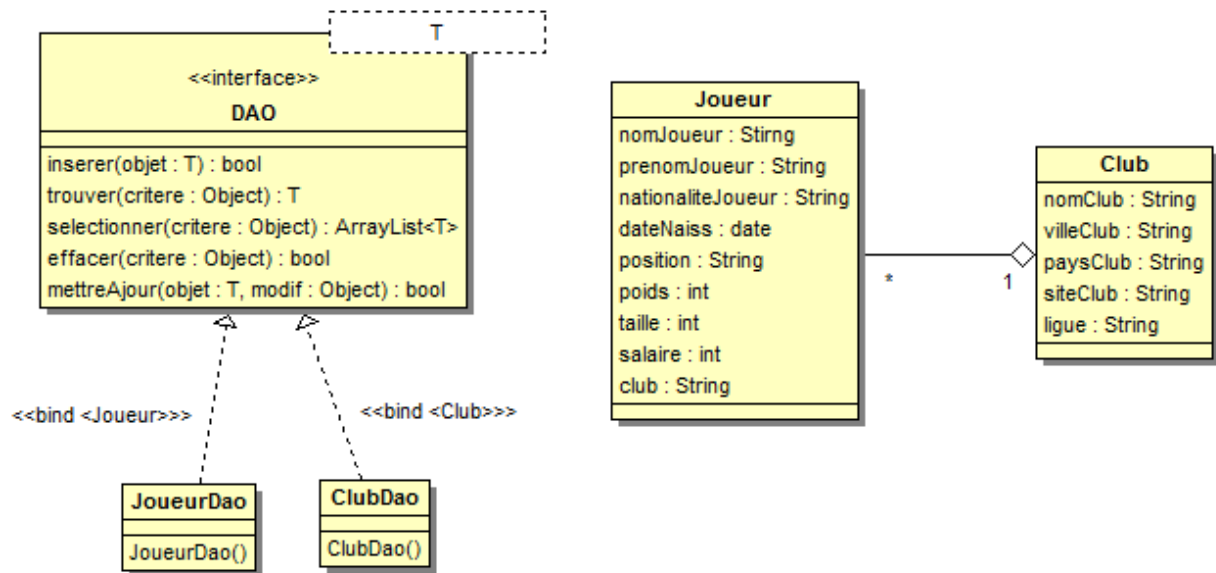 T
<<interface>>
DAO
inserer(objet : T) : bool
trouver(critere : Object) : T
selectionner(critere : Object) : ArrayList<T>
effacer(critere : Object) : bool
mettreAjour(objet : T, modif : Object) : bool
<<bind <Joueur>>>
<<bind <Club>>>
JoueurDao
JoueurDao()
ClubDao
ClubDao()
Joueur
nomJoueur : Stirng
prenomJoueur : String
nationaliteJoueur : String
dateNaiss : date
position : String
poids : int
taille : int
salaire : int
club : String
*
1
Club
nomClub : String
villeClub : String
paysClub : String
siteClub : String
ligue : String